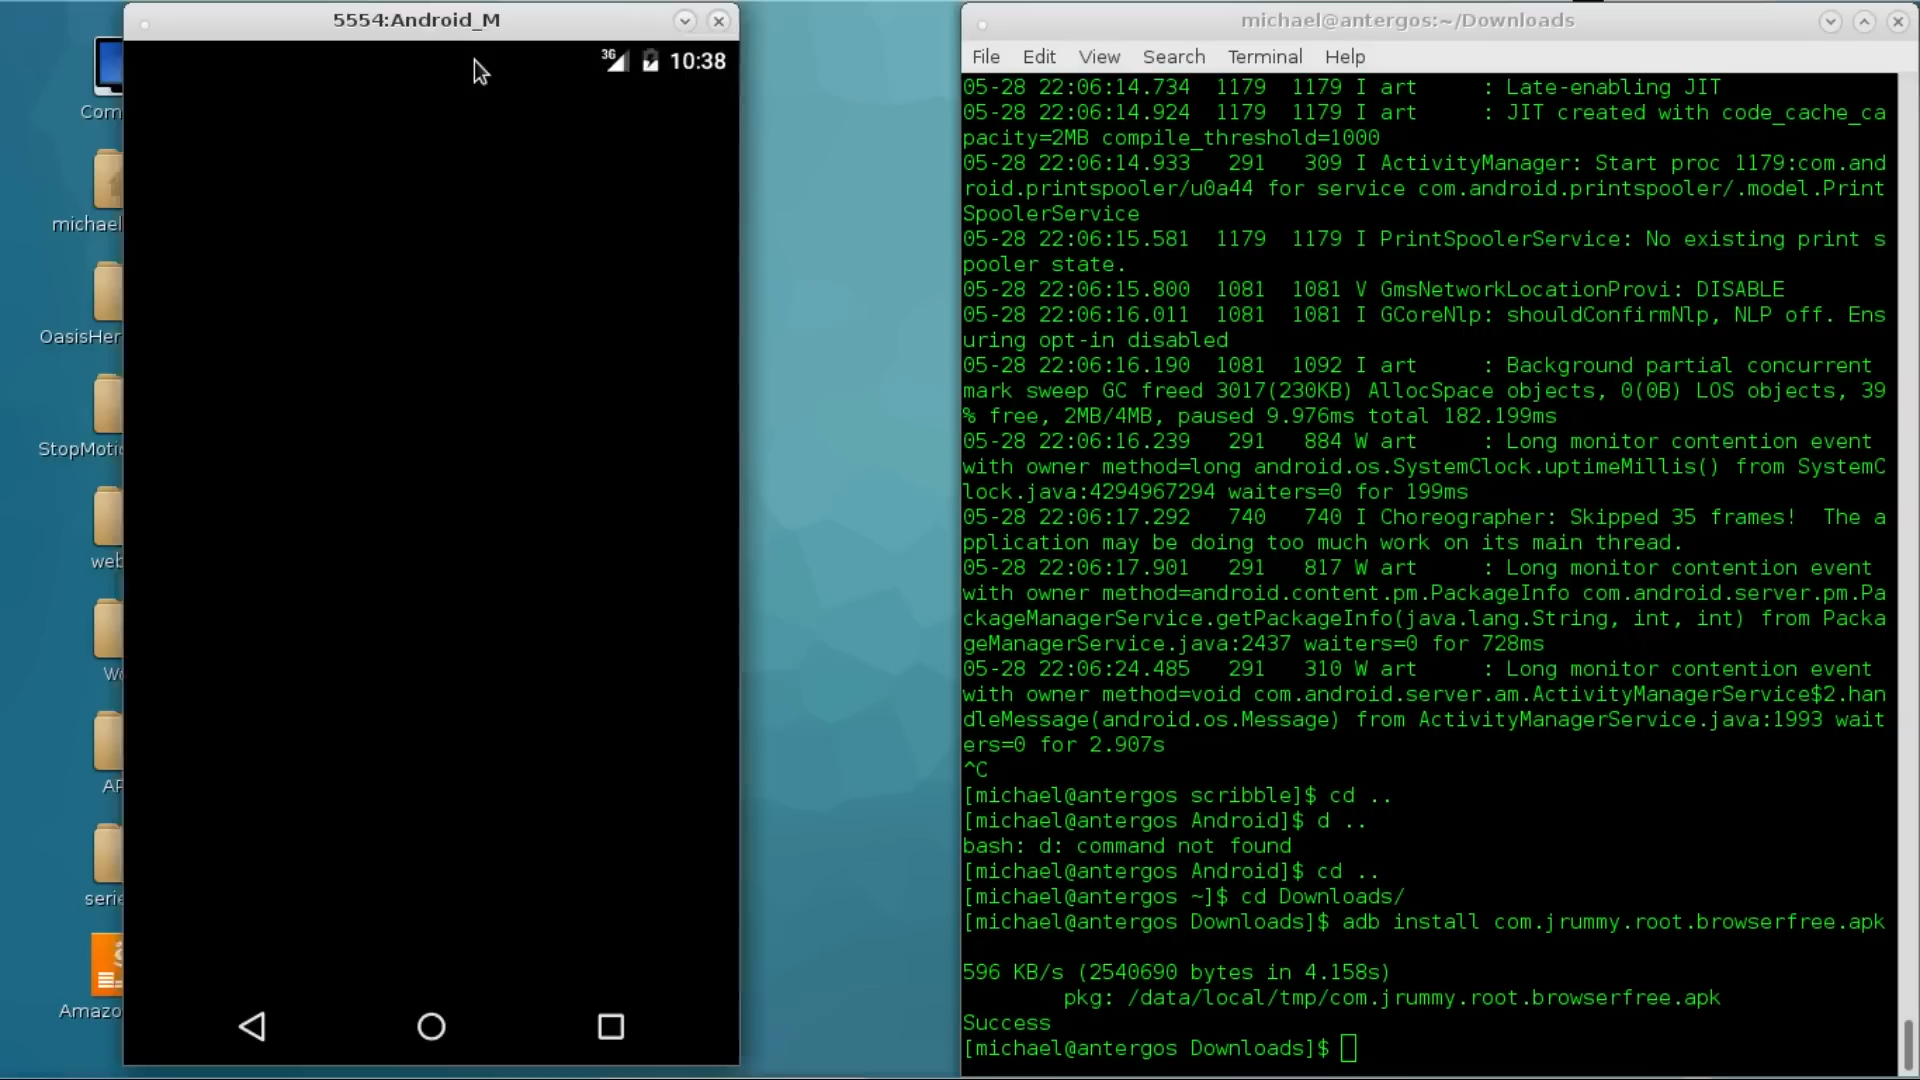 5554:Android_M
3G 10:38
Com
michael
OasisHer
StopMotio
web
Wo
AP
serie
Amazo
michael@antergos:~/Downloads
File Edit View Search Terminal Help
05-28 22:06:14.734  1179  1179 I art     : Late-enabling JIT
05-28 22:06:14.924  1179  1179 I art     : JIT created with code_cache_ca
pacity=2MB compile_threshold=1000
05-28 22:06:14.933   291   309 I ActivityManager: Start proc 1179:com.and
roid.printspooler/u0a44 for service com.android.printspooler/.model.Print
SpoolerService
05-28 22:06:15.581  1179  1179 I PrintSpoolerService: No existing print s
pooler state.
05-28 22:06:15.800  1081  1081 V GmsNetworkLocationProvi: DISABLE
05-28 22:06:16.011  1081  1081 I GCoreNlp: shouldConfirmNlp, NLP off. Ens
uring opt-in disabled
05-28 22:06:16.190  1081  1092 I art     : Background partial concurrent
mark sweep GC freed 3017(230KB) AllocSpace objects, 0(0B) LOS objects, 39
% free, 2MB/4MB, paused 9.976ms total 182.199ms
05-28 22:06:16.239   291   884 W art     : Long monitor contention event
with owner method=long android.os.SystemClock.uptimeMillis() from SystemC
lock.java:4294967294 waiters=0 for 199ms
05-28 22:06:17.292   740   740 I Choreographer: Skipped 35 frames!  The a
pplication may be doing too much work on its main thread.
05-28 22:06:17.901   291   817 W art     : Long monitor contention event
with owner method=android.content.pm.PackageInfo com.android.server.pm.Pa
ckageManagerService.getPackageInfo(java.lang.String, int, int) from Packa
geManagerService.java:2437 waiters=0 for 728ms
05-28 22:06:24.485   291   310 W art     : Long monitor contention event
with owner method=void com.android.server.am.ActivityManagerService$2.han
dleMessage(android.os.Message) from ActivityManagerService.java:1993 wait
ers=0 for 2.907s
^C
[michael@antergos scribble]$ cd ..
[michael@antergos Android]$ d ..
bash: d: command not found
[michael@antergos Android]$ cd ..
[michael@antergos ~]$ cd Downloads/
[michael@antergos Downloads]$ adb install com.jrummy.root.browserfree.apk
596 KB/s (2540690 bytes in 4.158s)
        pkg: /data/local/tmp/com.jrummy.root.browserfree.apk
Success
[michael@antergos Downloads]$